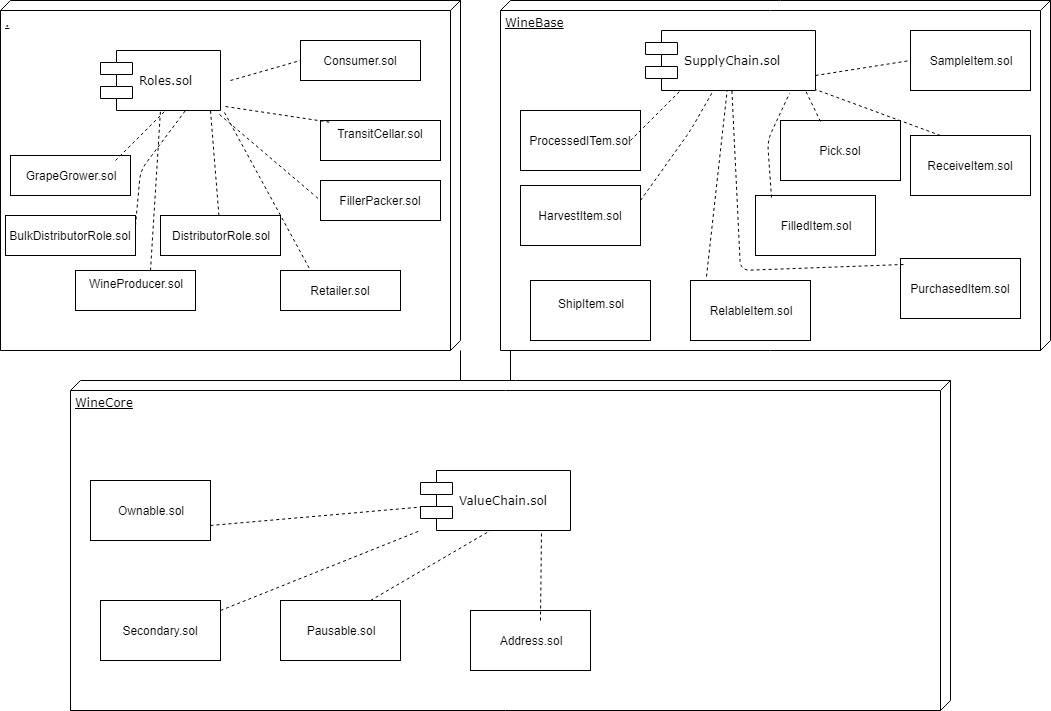 .
Roles.sol
Consumer.sol
TransitCellar.sol
GrapeGrower.sol
FillerPacker.sol
BulkDistributorRole.sol
DistributorRole.sol
WineProducer.sol
Retailer.sol
WineBase
SupplyChain.sol
SampleItem.sol
ProcessedITem.sol
Pick.sol
ReceiveItem.sol
HarvestItem.sol
FilledItem.sol
PurchasedItem.sol
ShipItem.sol
RelableItem.sol
WineCore
ValueChain.sol
Ownable.sol
Secondary.sol
Pausable.sol
Address.sol